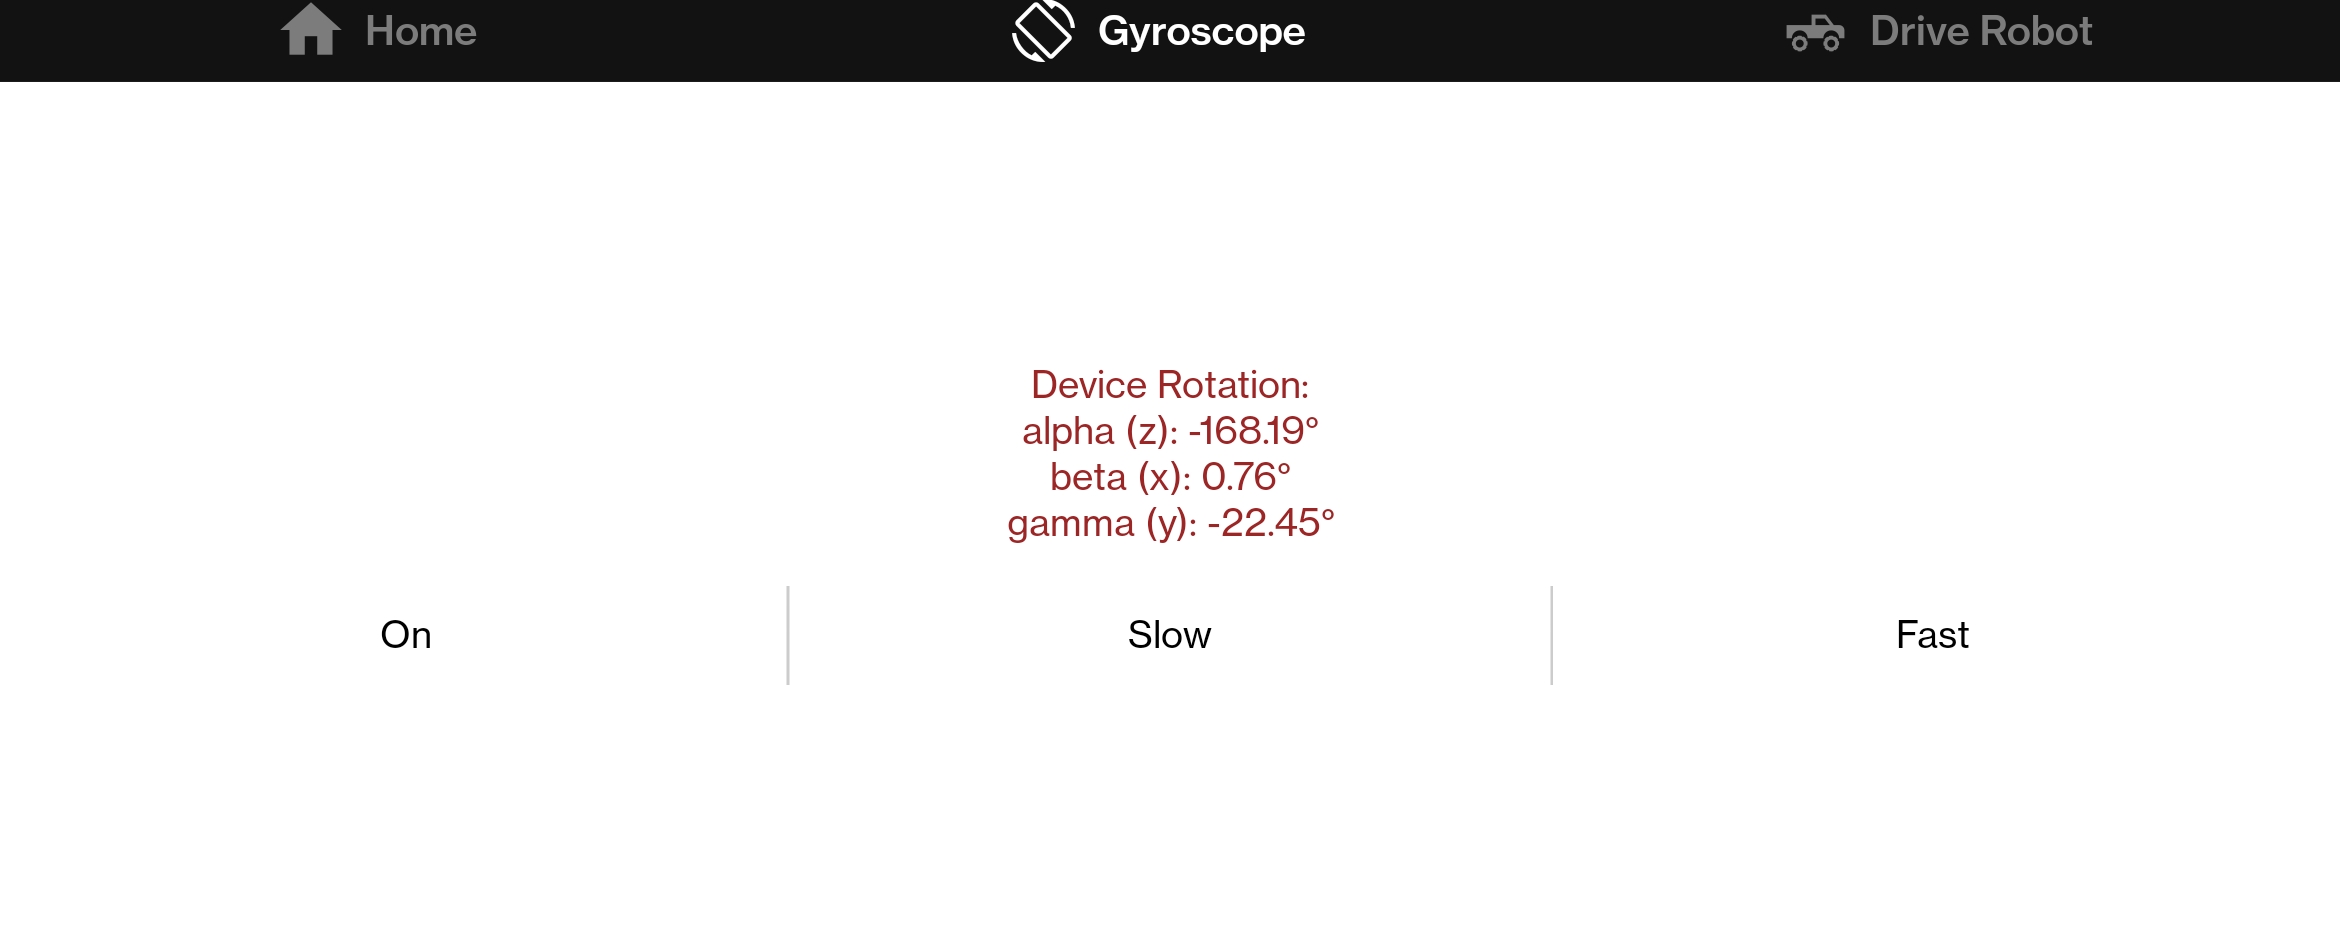 Home Gyroscope Drive Robot
Device Rotation:
alpha (z): -168.19°
beta (x): 0.76°
gamma (y): -22.45°
On Slow Fast